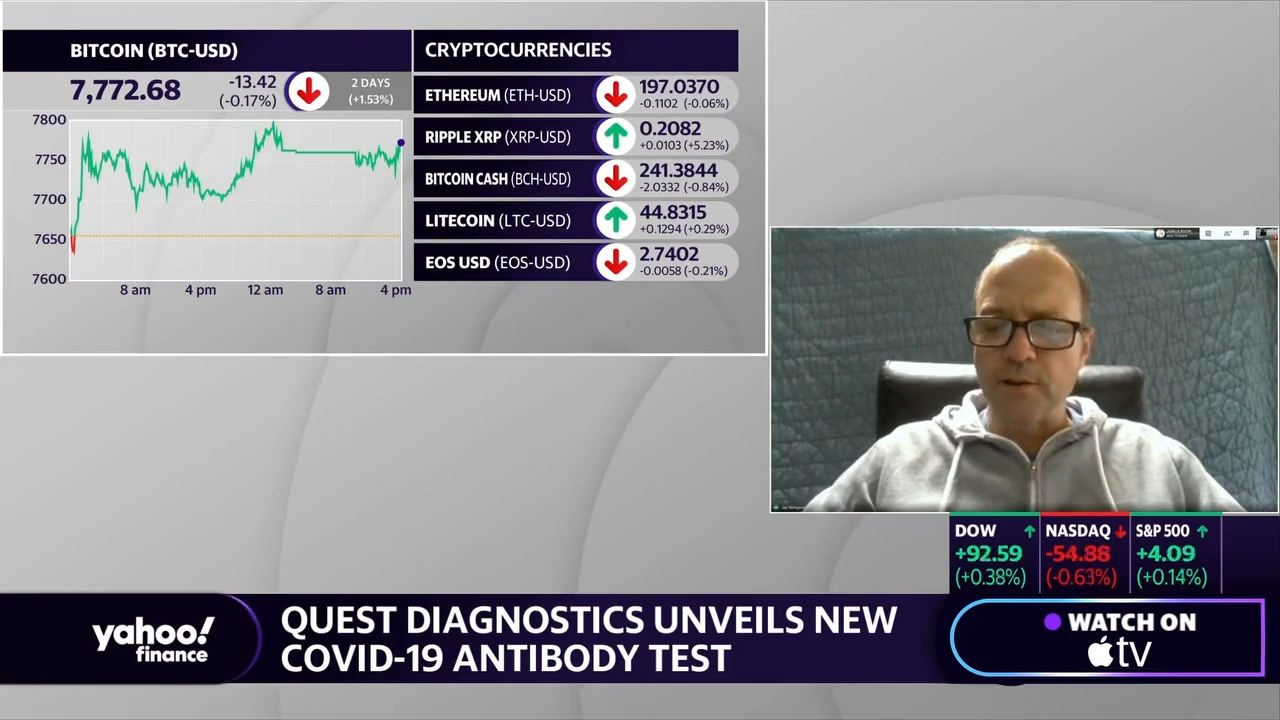 BITCOIN (BTC-USD)
7,772.68
-13.42
(-0.17%)
2 DAYS
(+1.53%)
7800
7750
7700
7650
7600
8 am
4 pm
12 am
8 am
4 pm
CRYPTOCURRENCIES
ETHEREUM (ETH-USD)
197.0370
-0.1102 (-0.06%)
RIPPLE XRP (XRP-USD)
0.2082
+0.0103 (+5.23%)
BITCOIN CASH (BCH-USD)
241.3844
-2.0332 (-0.84%)
LITECOIN (LTC-USD)
44.8315
+0.1294 (+0.29%)
EOS USD (EOS-USD)
2.7402
-0.0058 (-0.21%)
DOW
+92.59
(+0.38%)
NASDAQ
-54.86
(-0.63%)
S&P 500
+4.09
(+0.14%)
yahoo!
finance
QUEST DIAGNOSTICS UNVEILS NEW
COVID-19 ANTIBODY TEST
WATCH ON
tv